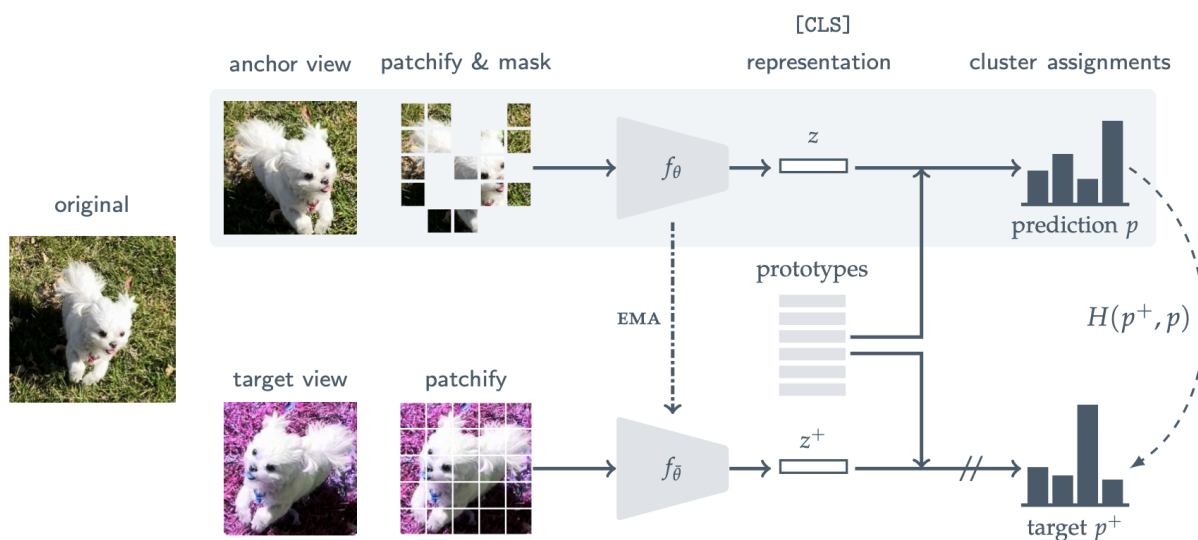 [CLS]
anchor view
patchify & mask
representation
cluster assignments
z
f_θ
original
prediction p
prototypes
EMA
H(p⁺, p)
target view
patchify
z⁺
f_θ̄
//
target p⁺